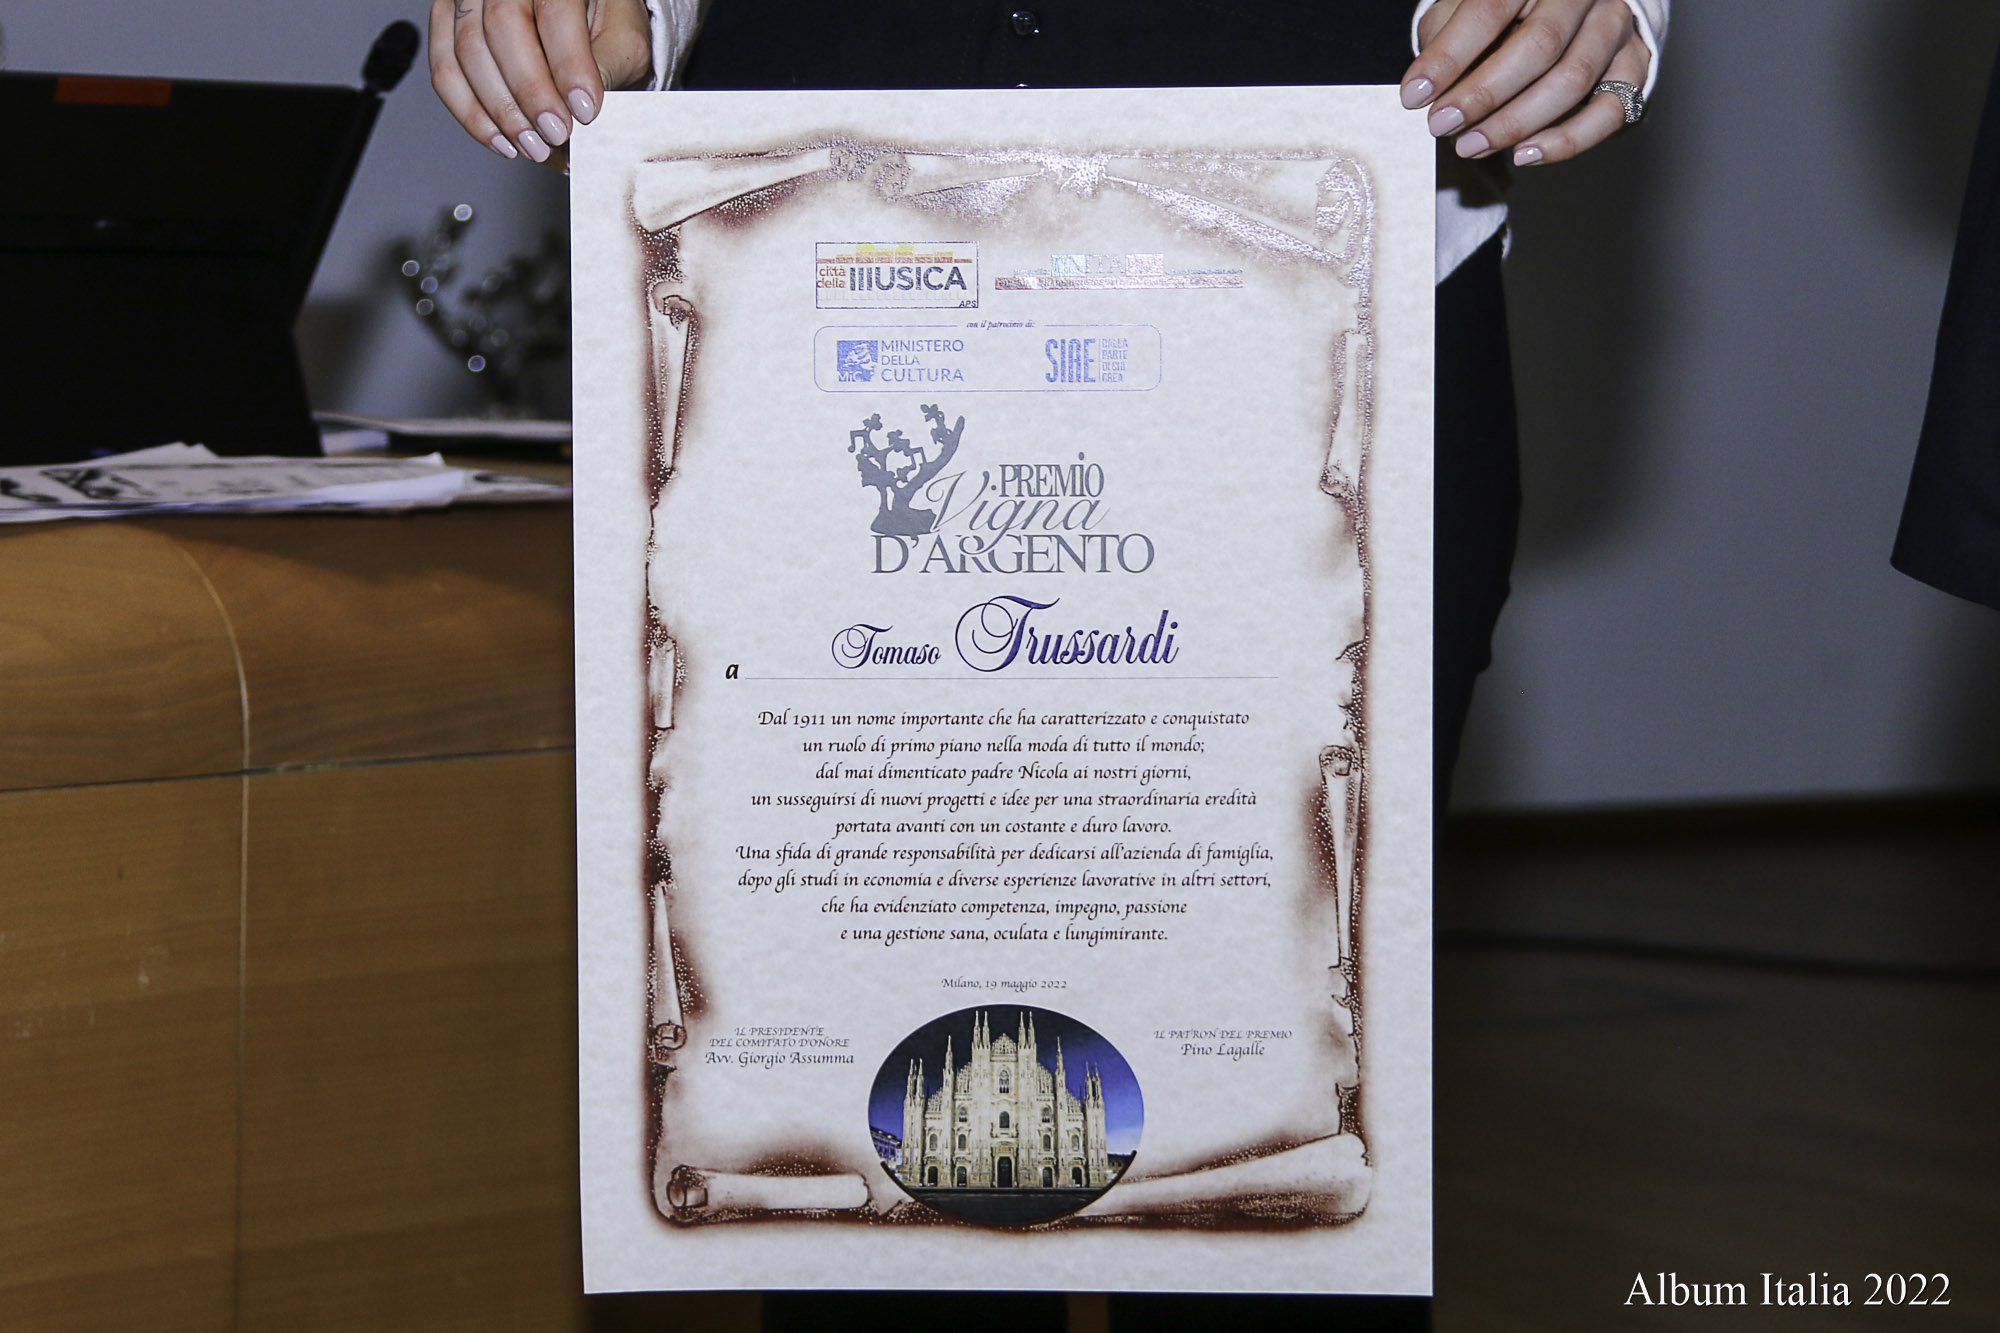 città
della MUSICA
APS
con il patrocinio di:
MiC MINISTERO
DELLA
CULTURA
SIAE DALLA
PARTE
DI CHI
CREA
PREMIO
Vigna
D'ARGENTO
a Tomaso Trussardi
Dal 1911 un nome importante che ha caratterizzato e conquistato
un ruolo di primo piano nella moda di tutto il mondo;
dal mai dimenticato padre Nicola ai nostri giorni,
un susseguirsi di nuovi progetti e idee per una straordinaria eredità
portata avanti con un costante e duro lavoro.
Una sfida di grande responsabilità per dedicarsi all'azienda di famiglia,
dopo gli studi in economia e diverse esperienze lavorative in altri settori,
che ha evidenziato competenza, impegno, passione
e una gestione sana, oculata e lungimirante.
Milano, 19 maggio 2022
IL PRESIDENTE
DEL COMITATO D'ONORE
Avv. Giorgio Assumma
IL PATRON DEL PREMIO
Pino Lagalle
Album Italia 2022